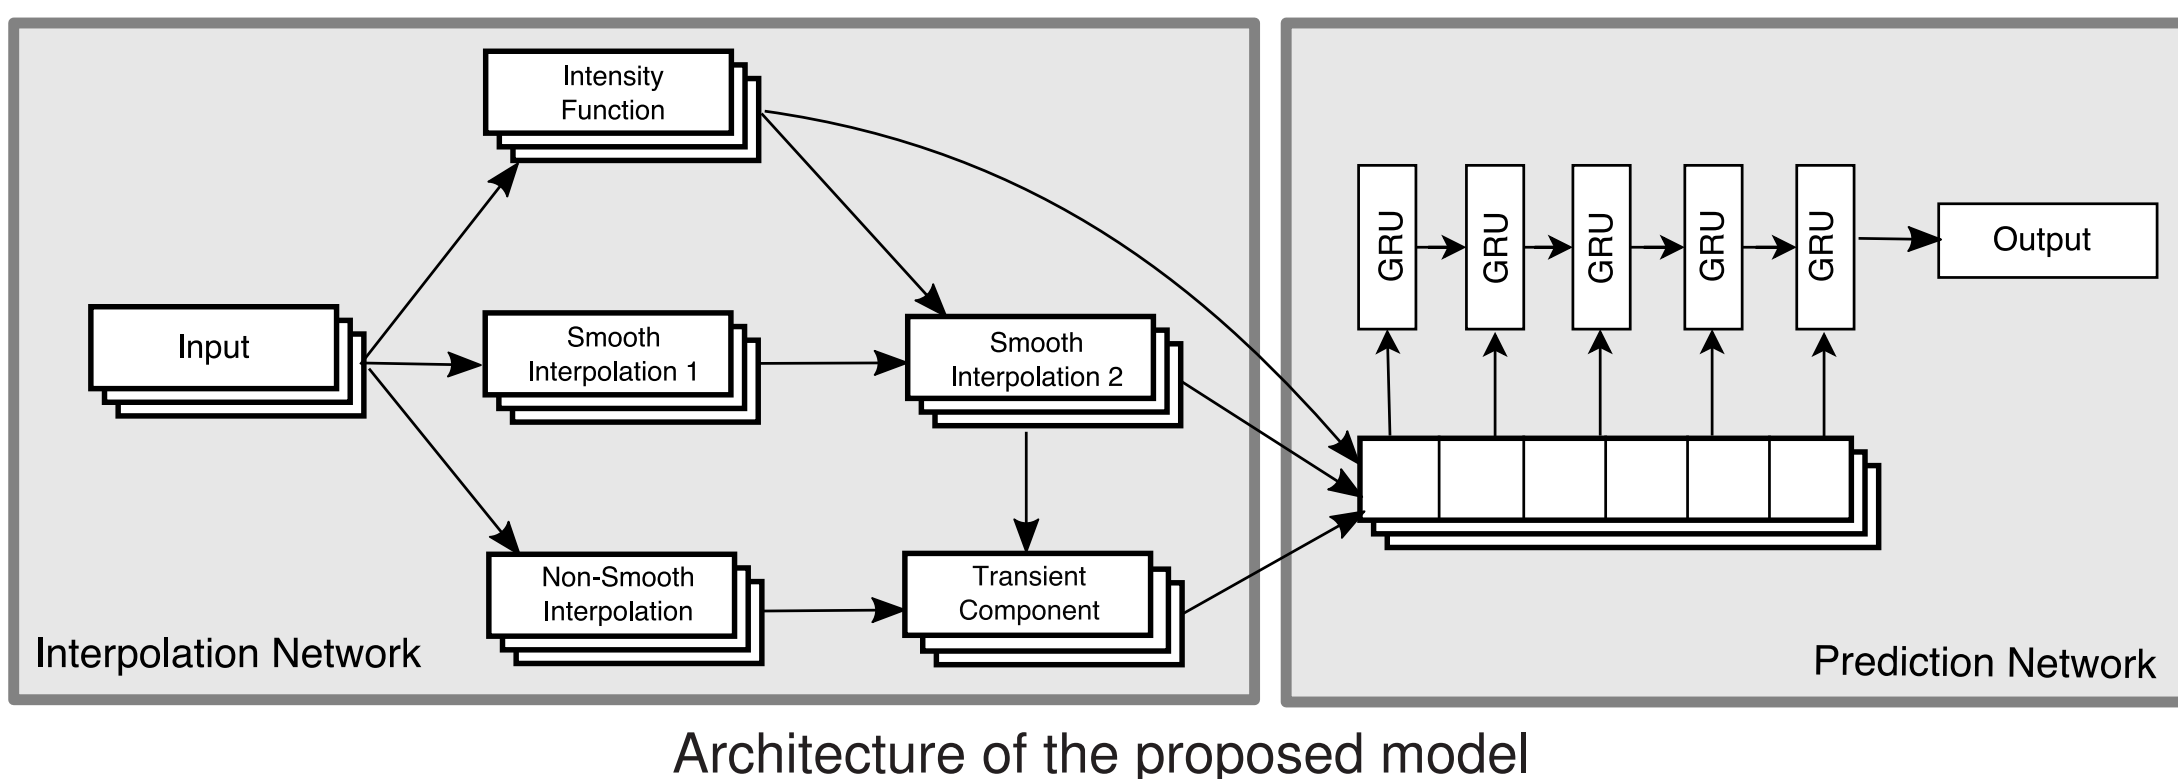 Intensity
Function
Input
Smooth
Interpolation 1
Smooth
Interpolation 2
Non-Smooth
Interpolation
Transient
Component
Interpolation Network
GRU
GRU
GRU
GRU
GRU
Output
Prediction Network
Architecture of the proposed model